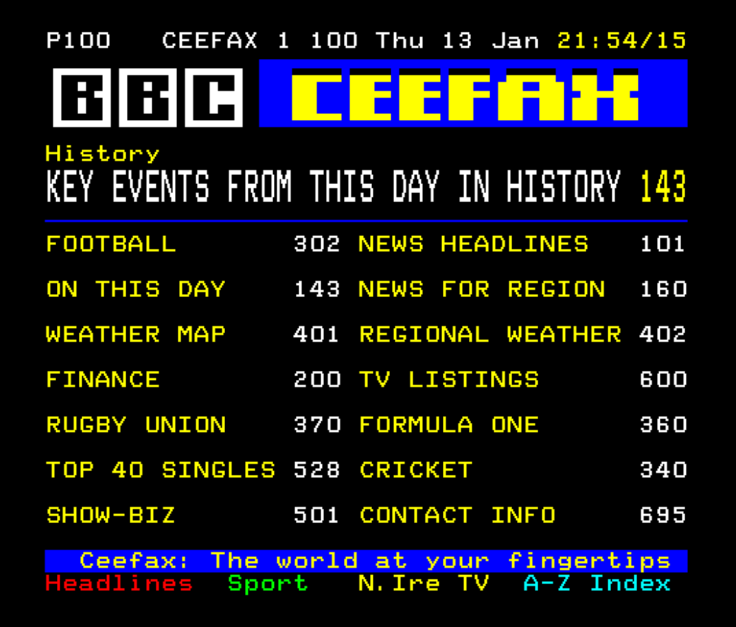 P100 CEEFAX 1 100 Thu 13 Jan 21:54/15
BBC CEEFAX
History
KEY EVENTS FROM THIS DAY IN HISTORY 143
FOOTBALL 302 NEWS HEADLINES 101
ON THIS DAY 143 NEWS FOR REGION 160
WEATHER MAP 401 REGIONAL WEATHER 402
FINANCE 200 TV LISTINGS 600
RUGBY UNION 370 FORMULA ONE 360
TOP 40 SINGLES 528 CRICKET 340
SHOW-BIZ 501 CONTACT INFO 695
Ceefax: The world at your fingertips
Headlines Sport N.Ire TV A-Z Index